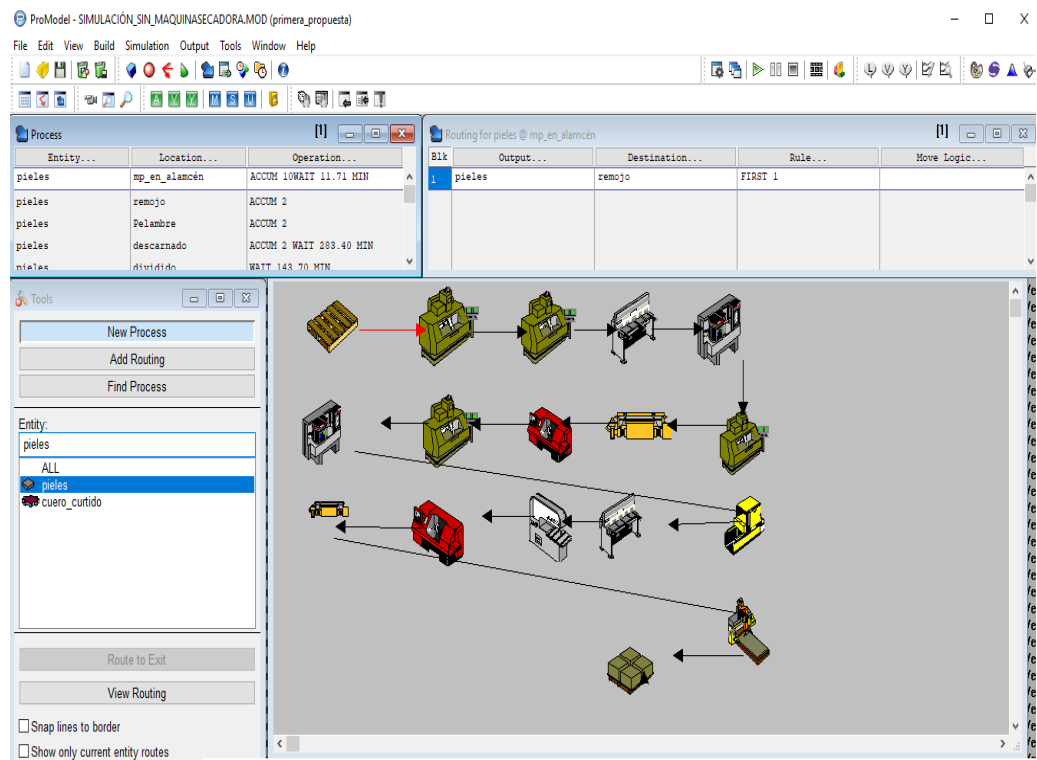 ProModel - SIMULACIÓN_SIN_MAQUINASECADORA.MOD (primera_propuesta)
File Edit View Build Simulation Output Tools Window Help
Process [1]
Entity... Location... Operation...
pieles mp_en_alamcén ACCUM 10WAIT 11.71 MIN
pieles remojo ACCUM 2
pieles Pelambre ACCUM 2
pieles descarnado ACCUM 2 WAIT 283.40 MIN
pieles dividido WAIT 143.70 MIN
Routing for pieles @ mp_en_alamcén [1]
Blk Output... Destination... Rule... Move Logic...
1 pieles remojo FIRST 1
Tools
New Process
Add Routing
Find Process
Entity:
pieles
ALL
pieles
cuero_curtido
Route to Exit
View Routing
Snap lines to border
Show only current entity routes